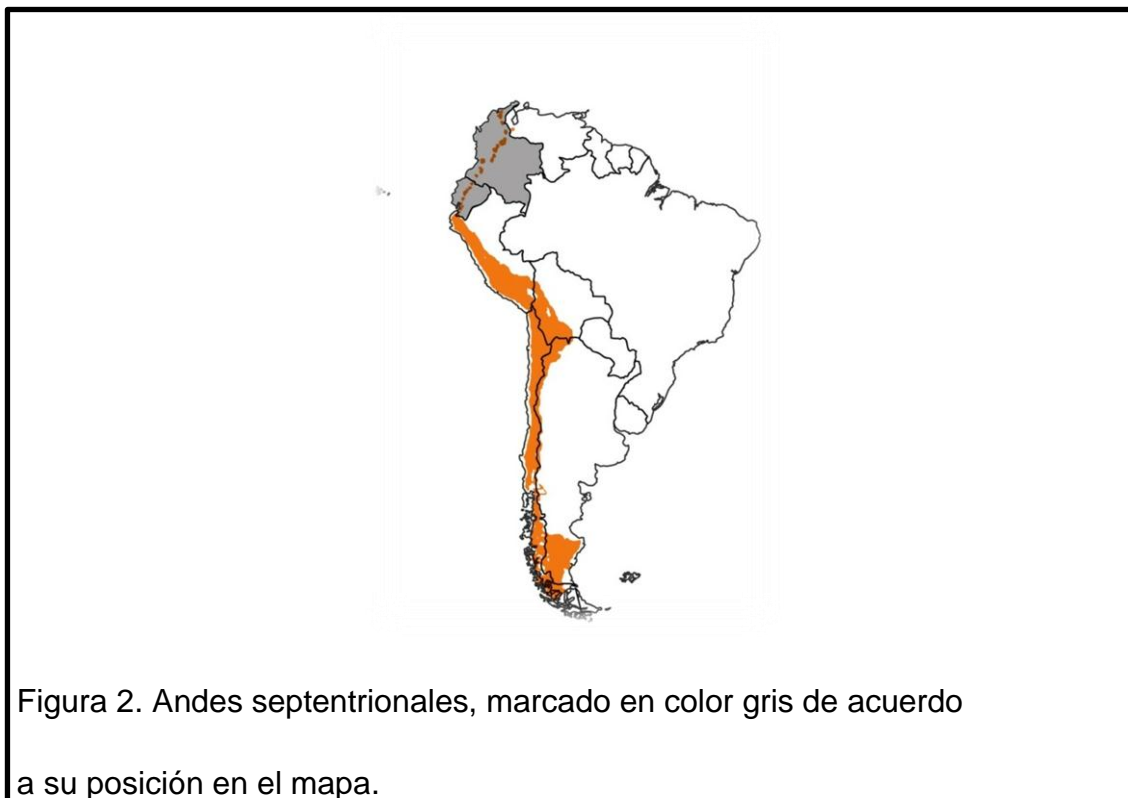 Figura 2. Andes septentrionales, marcado en color gris de acuerdo
a su posición en el mapa.